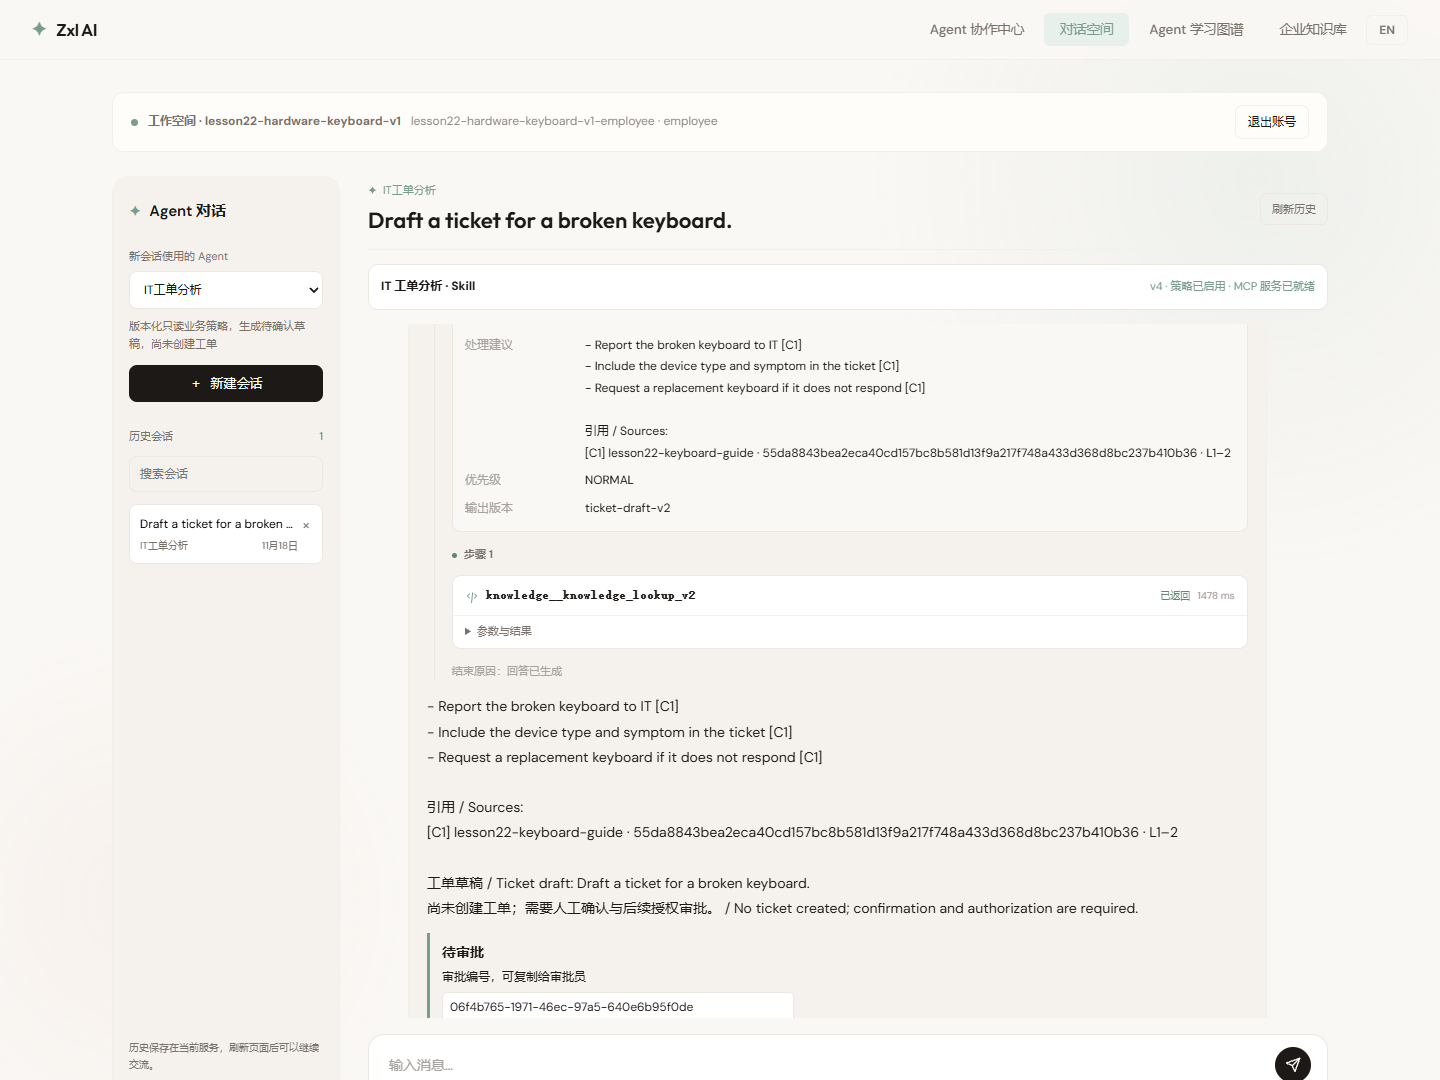 Zxl AI
Agent 协作中心
对话空间
Agent 学习图谱
企业知识库
EN
工作空间 · lesson22-hardware-keyboard-v1 lesson22-hardware-keyboard-v1-employee · employee
退出账号
Agent 对话
新会话使用的 Agent
IT工单分析
版本化只读业务策略，生成待确认草
稿，尚未创建工单
+ 新建会话
历史会话 1
搜索会话
Draft a ticket for a broken ... ×
IT工单分析 11月18日
历史保存在当前服务，刷新页面后可以继续
交流。
IT工单分析
Draft a ticket for a broken keyboard.
刷新历史
IT 工单分析 · Skill
v4 · 策略已启用 · MCP 服务已就绪
处理建议 - Report the broken keyboard to IT [C1]
- Include the device type and symptom in the ticket [C1]
- Request a replacement keyboard if it does not respond [C1]
引用 / Sources:
[C1] lesson22-keyboard-guide · 55da8843bea2eca40cd157bc8b581d13f9a217f748a433d368d8bc237b410b36 · L1–2
优先级 NORMAL
输出版本 ticket-draft-v2
步骤 1
knowledge__knowledge_lookup_v2
已返回 1478 ms
参数与结果
结束原因：回答已生成
- Report the broken keyboard to IT [C1]
- Include the device type and symptom in the ticket [C1]
- Request a replacement keyboard if it does not respond [C1]
引用 / Sources:
[C1] lesson22-keyboard-guide · 55da8843bea2eca40cd157bc8b581d13f9a217f748a433d368d8bc237b410b36 · L1–2
工单草稿 / Ticket draft: Draft a ticket for a broken keyboard.
尚未创建工单；需要人工确认与后续授权审批。 / No ticket created; confirmation and authorization are required.
待审批
审批编号，可复制给审批员
06f4b765-1971-46ec-97a5-640e6b95f0de
输入消息...